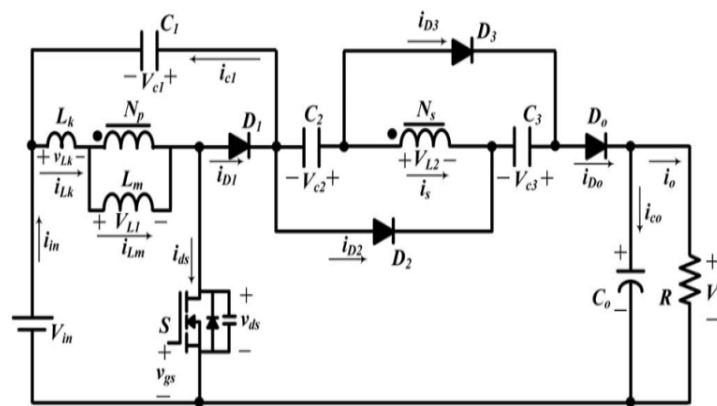 C1
iD3
D3
- Vc1 +
ic1
Lk
Np
D1
C2
Ns
C3
Do
+ vLk -
iLk
Lm
iD1
- Vc2 +
+ VL2 -
is
- Vc3 +
iDo
io
+ VL1 -
iLm
iin
ids
iD2
D2
ico
Vin
S
+
vds
-
+
vgs
-
+
Co
-
R
+
V
-